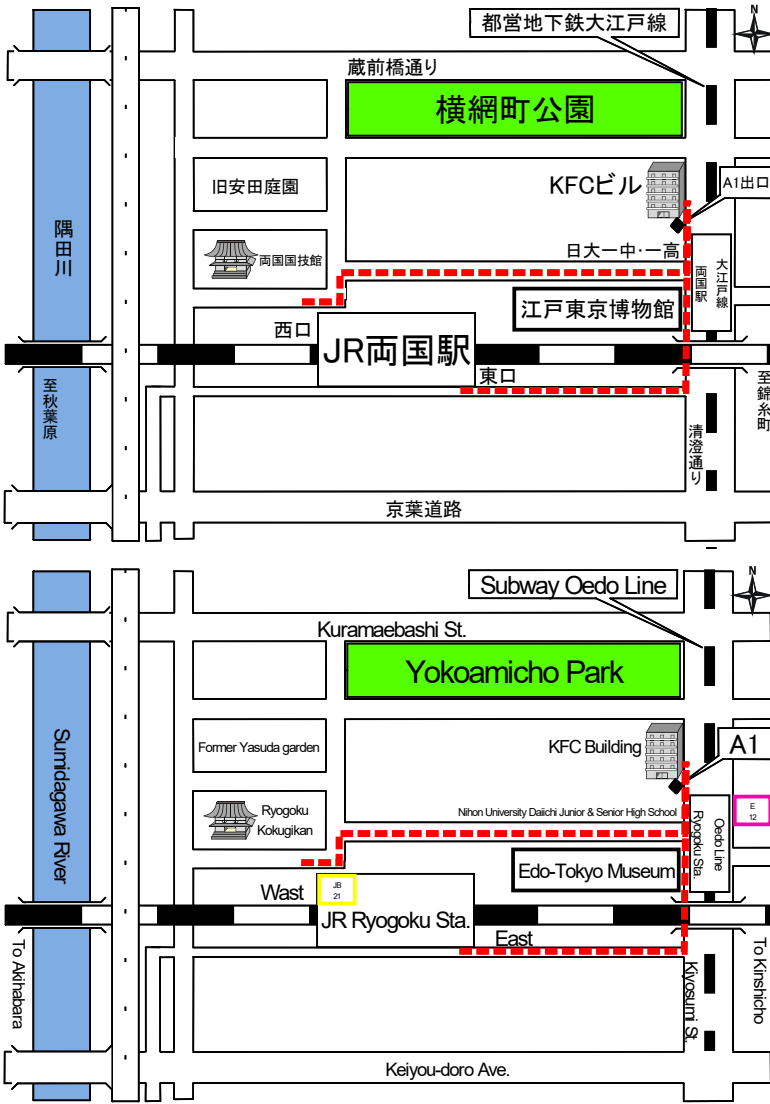 N
都営地下鉄大江戸線
蔵前橋通り
横網町公園
KFCビル
A1出口
旧安田庭園
隅田川
両国国技館
日大一中・一高
大江戸線
両国駅
江戸東京博物館
西口
JR両国駅
東口
至秋葉原
至錦糸町
清澄通り
京葉道路
N
Subway Oedo Line
Kuramaebashi St.
Yokoamicho Park
Former Yasuda garden
KFC Building
A1
Sumidagawa River
Ryogoku
Kokugikan
Nihon University Daiichi Junior & Senior High School
E
12
Oedo Line
Ryogoku Sta.
Edo-Tokyo Museum
Wast
JB
21
JR Ryogoku Sta.
East
To Akihabara
Kiyosumi St.
To Kinshicho
Keiyou-doro Ave.